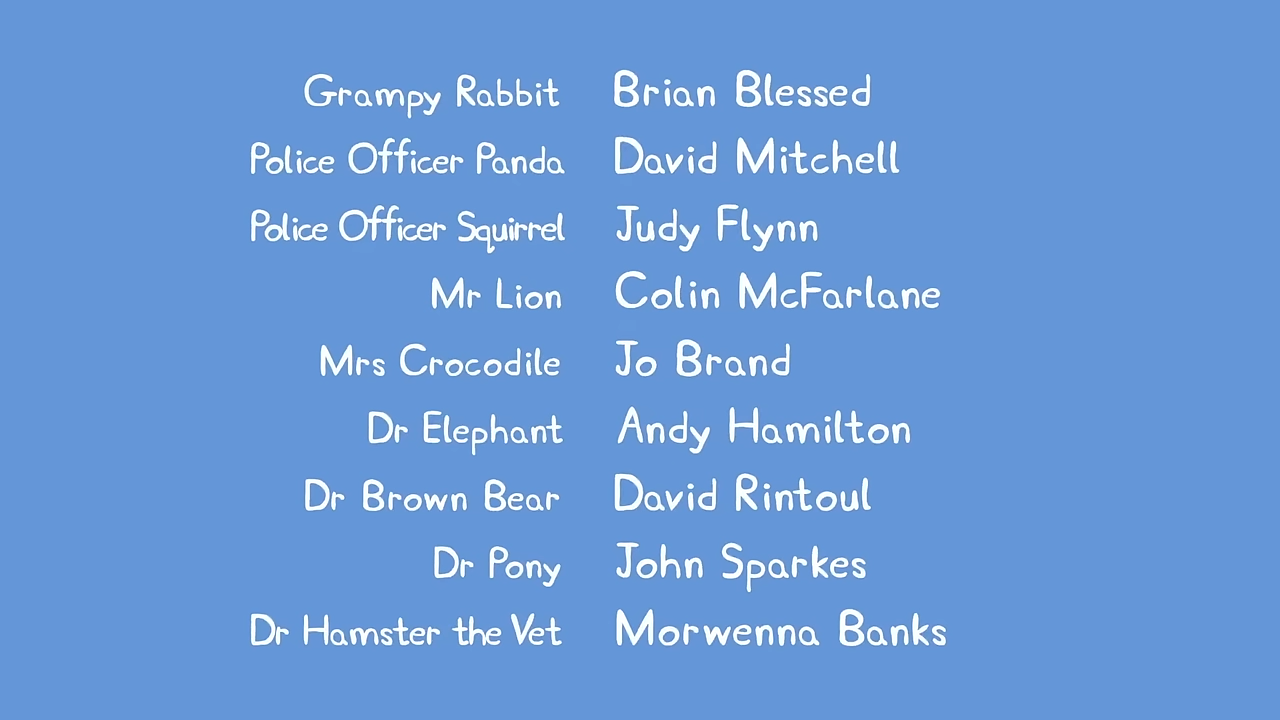 Grampy Rabbit Brian Blessed
Police Officer Panda David Mitchell
Police Officer Squirrel Judy Flynn
Mr Lion Colin McFarlane
Mrs Crocodile Jo Brand
Dr Elephant Andy Hamilton
Dr Brown Bear David Rintoul
Dr Pony John Sparkes
Dr Hamster the Vet Morwenna Banks